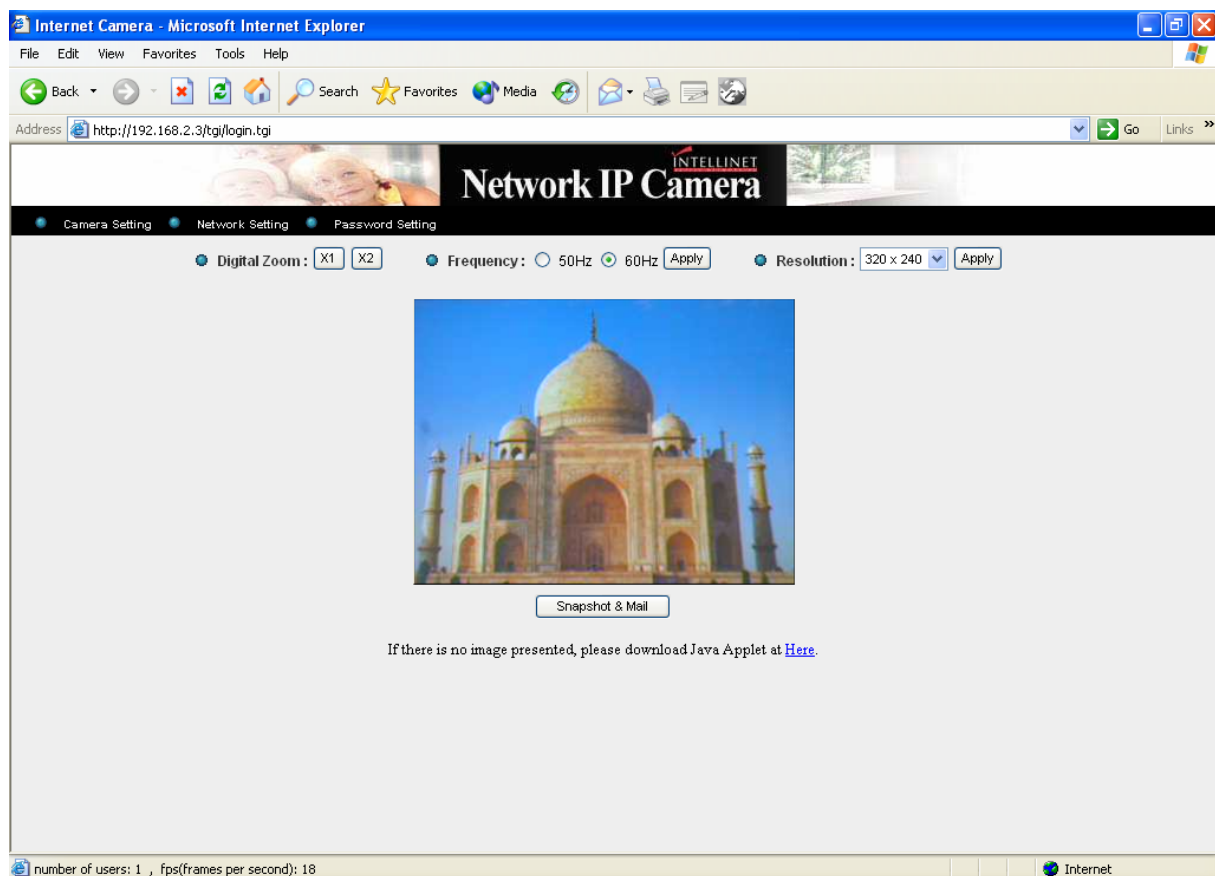 Internet Camera - Microsoft Internet Explorer
File Edit View Favorites Tools Help
Back Search Favorites Media
Address http://192.168.2.3/tgi/login.tgi Go Links »
INTELLINET
Network IP Camera
Camera Setting Network Setting Password Setting
Digital Zoom : X1 X2 Frequency : 50Hz 60Hz Apply Resolution : 320 x 240 Apply
Snapshot & Mail
If there is no image presented, please download Java Applet at Here.
number of users: 1 , fps(frames per second): 18 Internet